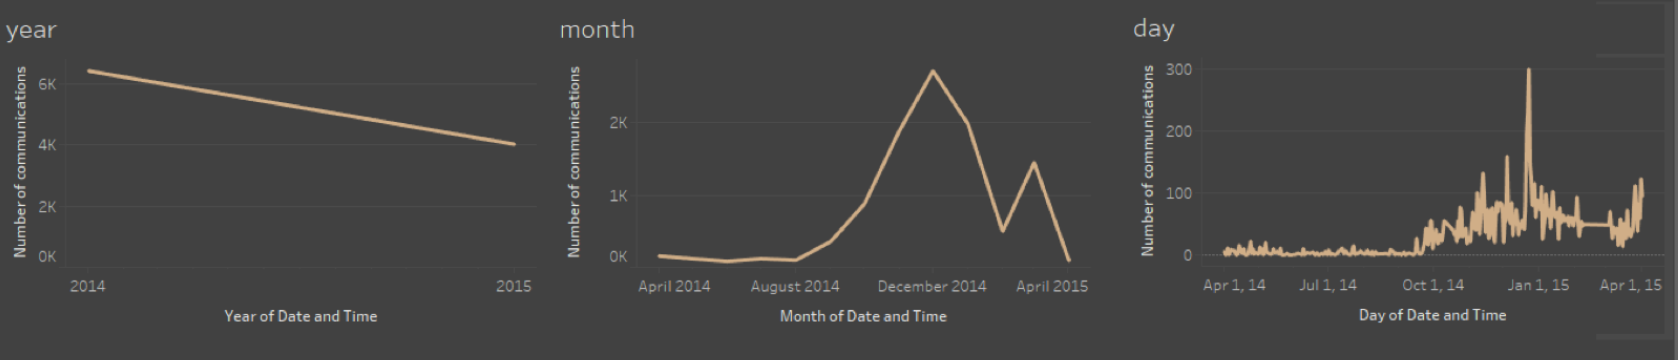 year
Number of communications
6K
4K
2K
0K
2014 2015
Year of Date and Time
month
Number of communications
2K
1K
0K
April 2014 August 2014 December 2014 April 2015
Month of Date and Time
day
Number of communications
300
200
100
0
Apr 1, 14 Jul 1, 14 Oct 1, 14 Jan 1, 15 Apr 1, 15
Day of Date and Time